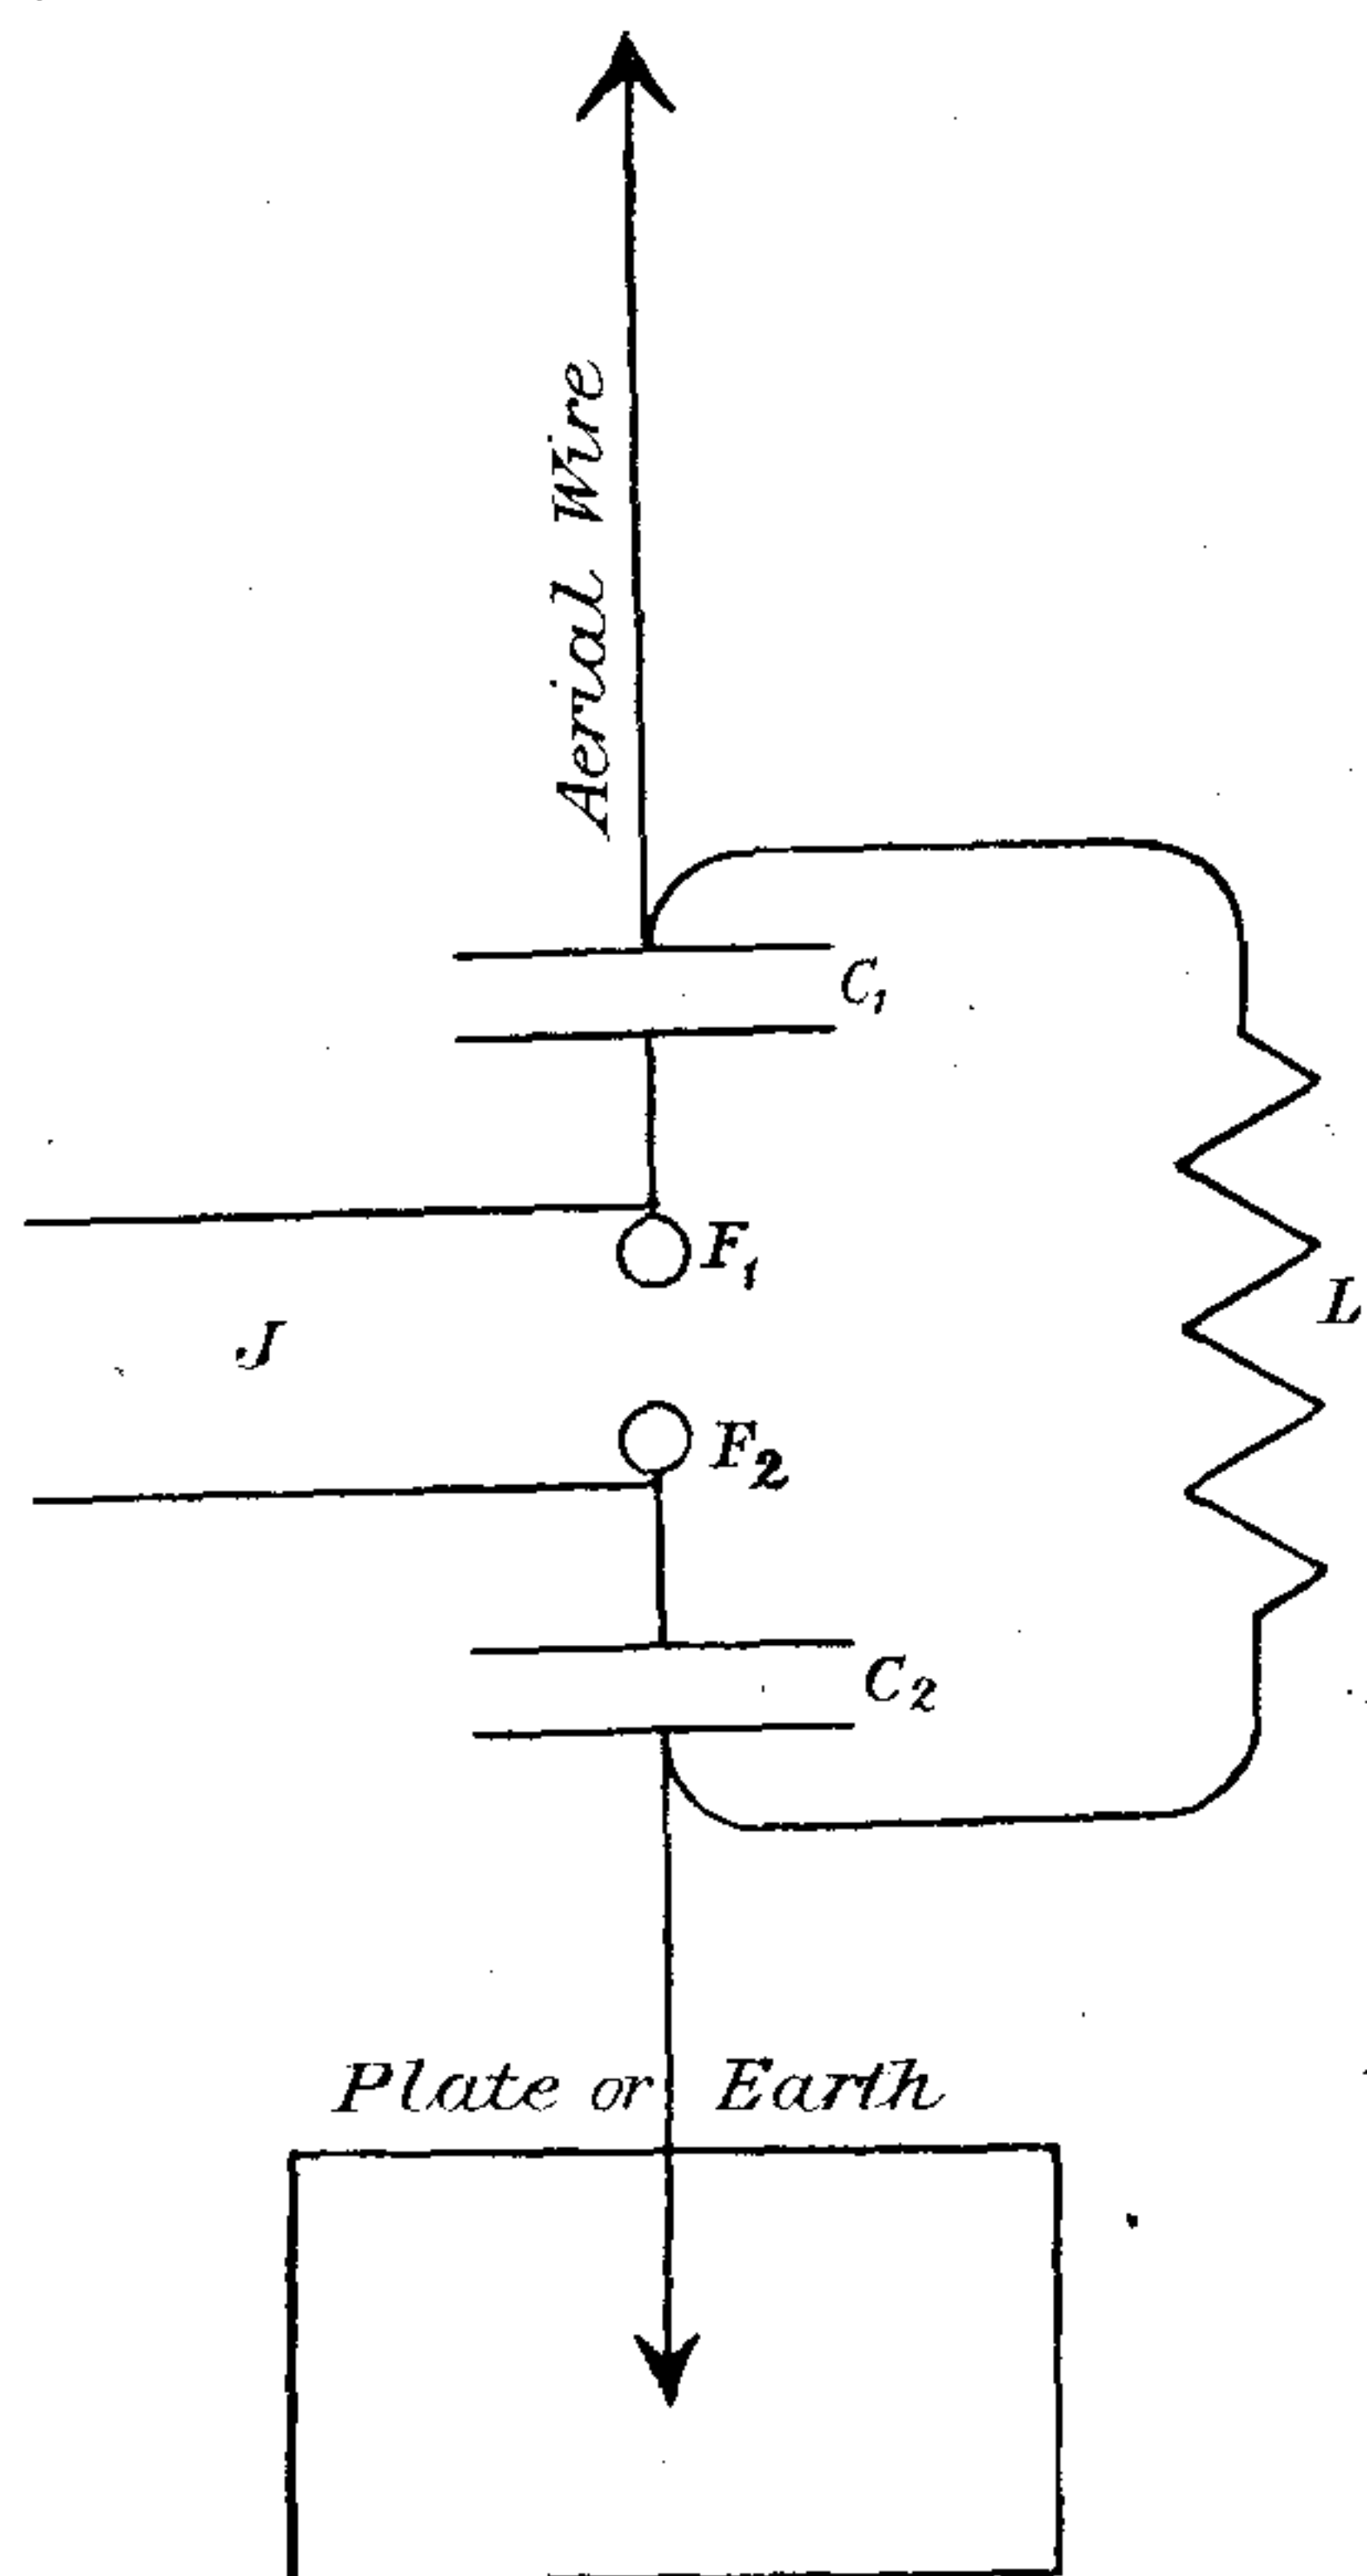 Aerial Wire
C₁
F₁
J
L
F₂
C₂
Plate or Earth